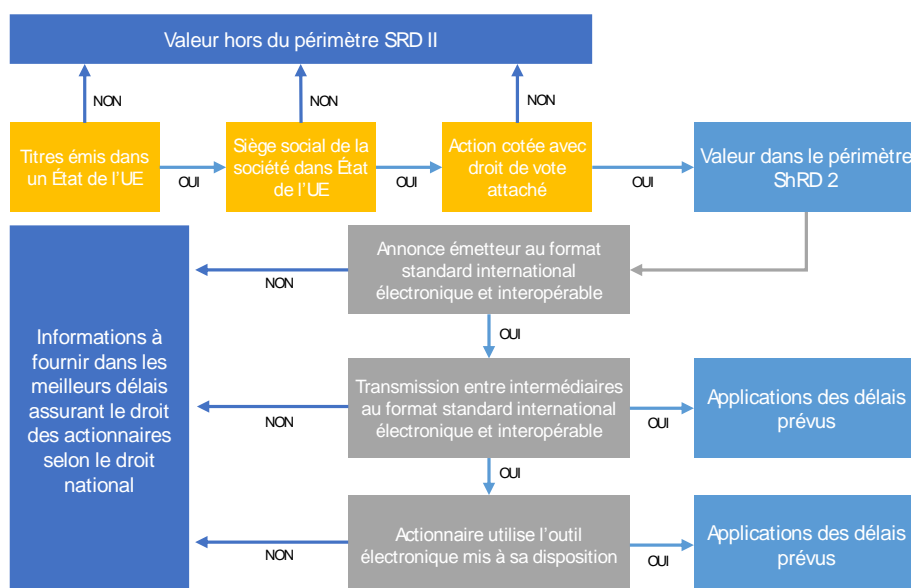 Valeur hors du périmètre SRD II
NON
NON
NON
Titres émis dans
un État de l'UE
OUI
Siège social de la
société dans État
de l'UE
OUI
Action cotée avec
droit de vote
attaché
OUI
Valeur dans le périmètre
ShRD 2
Annonce émetteur au format
standard international
électronique et interopérable
NON
OUI
Informations à
fournir dans les
meilleurs délais
assurant le droit
des actionnaires
selon le droit
national
Transmission entre intermédiaires
au format standard international
électronique et interopérable
NON
OUI
Applications des délais
prévus
OUI
Actionnaire utilise l'outil
électronique mis à sa disposition
NON
OUI
Applications des délais
prévus